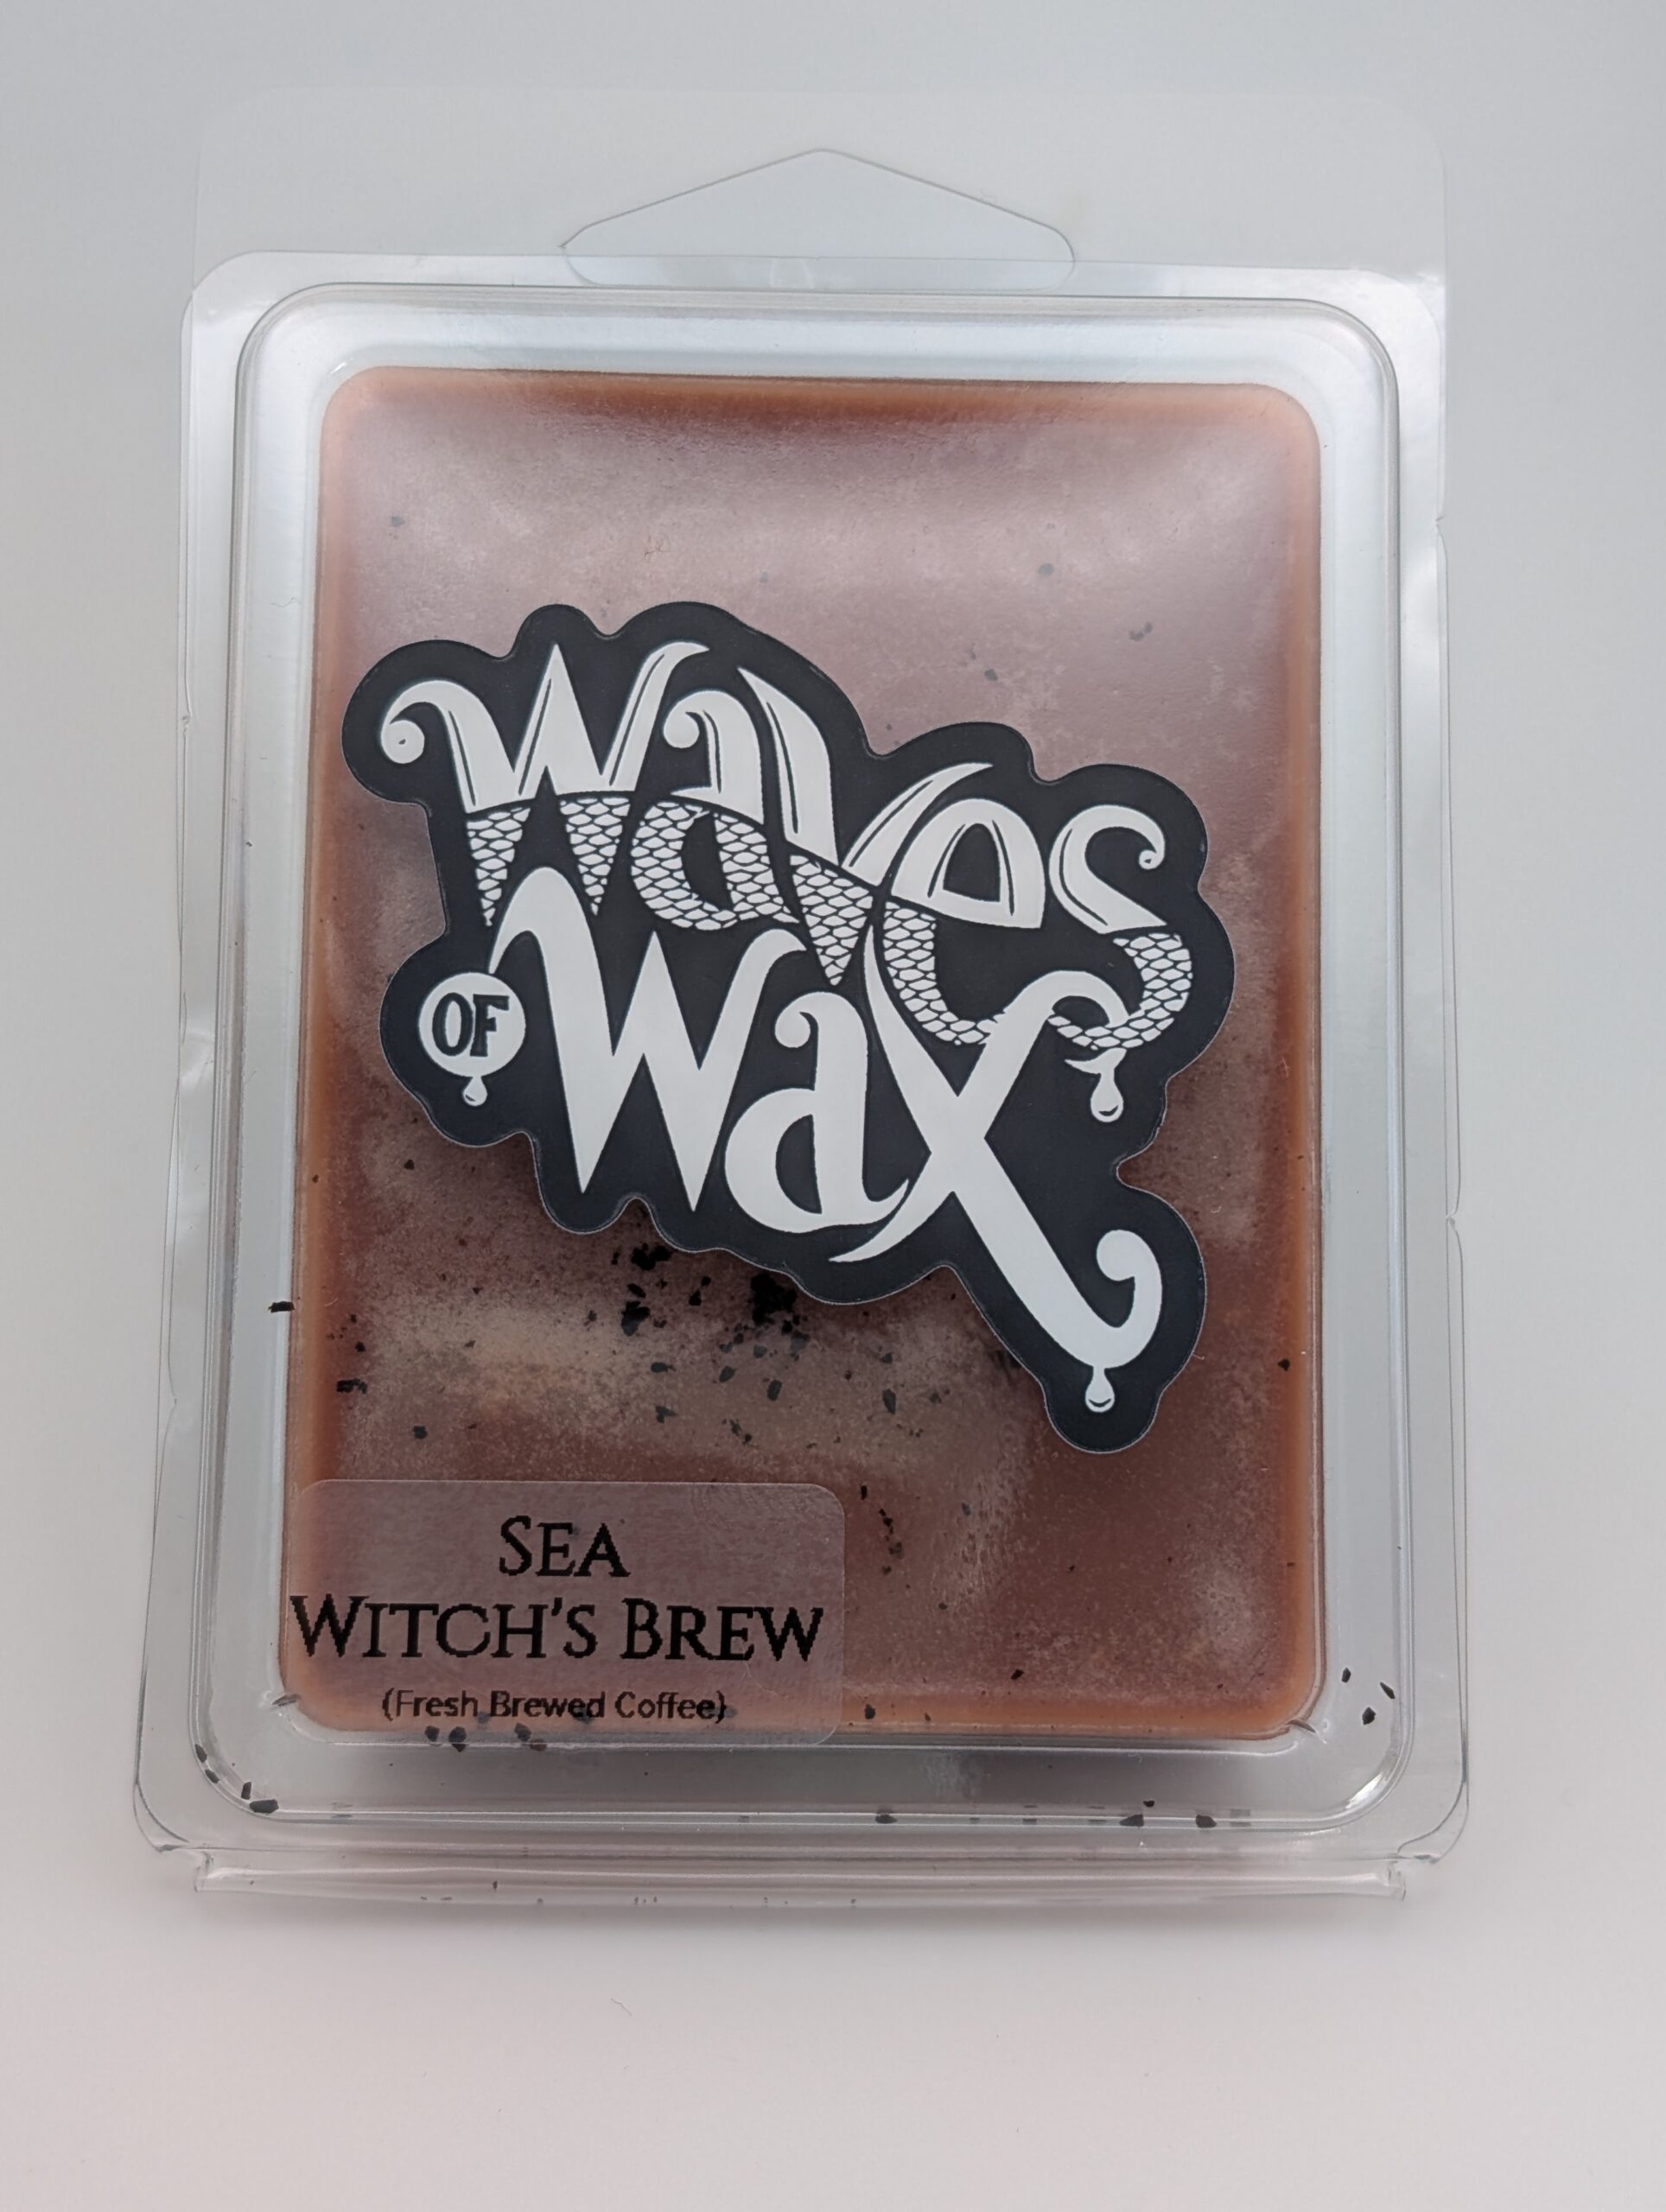 Waves
OF
Wax
SEA
WITCH'S BREW
(Fresh Brewed Coffee)